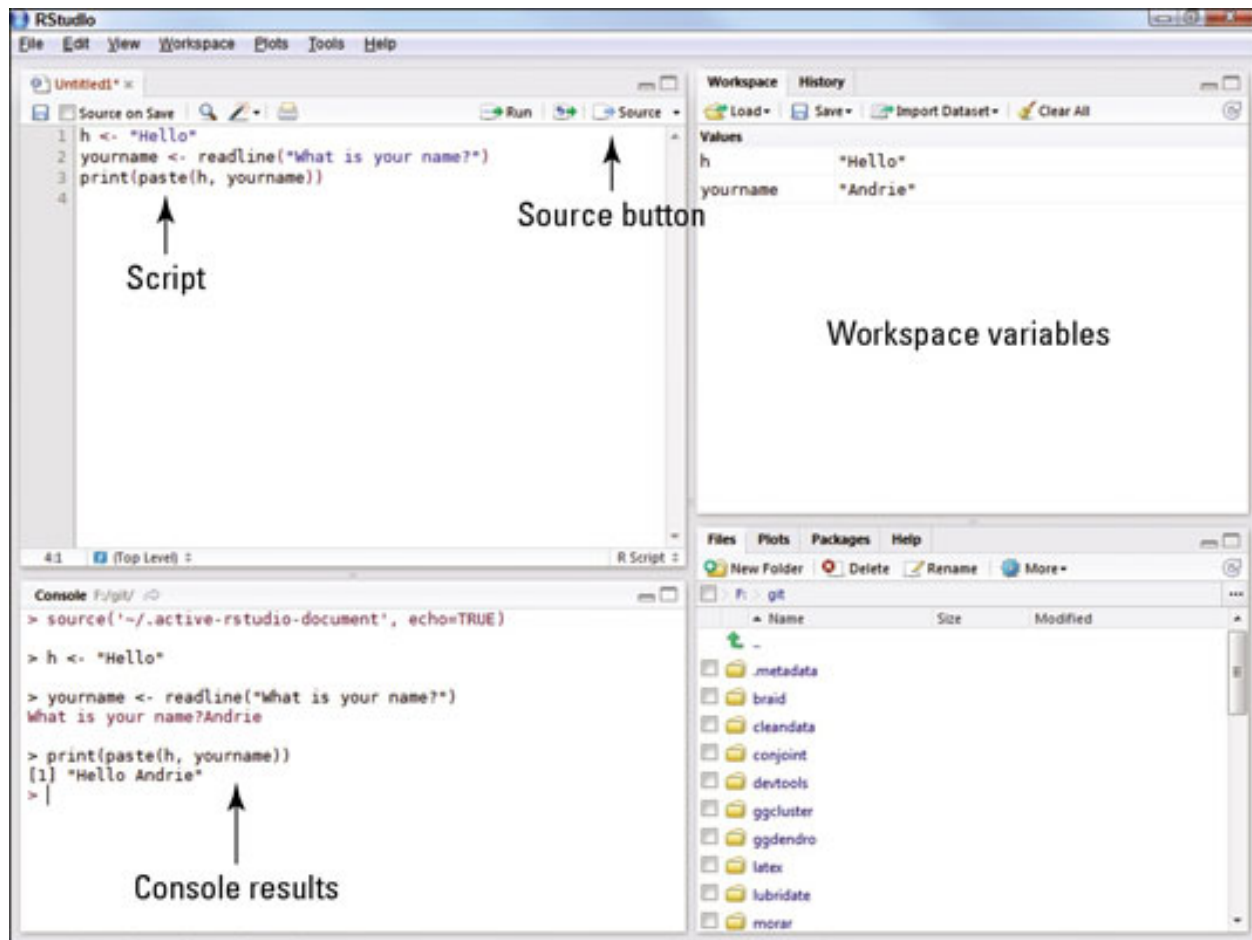 RStudio
File Edit View Workspace Plots Tools Help
Untitled1* ×
Source on Save Run Source
1 h <- "Hello"
2 yourname <- readline("What is your name?")
3 print(paste(h, yourname))
4
Script
Source button
4:1 (Top Level) R Script
Console F:/git/
> source('~/.active-rstudio-document', echo=TRUE)
> h <- "Hello"
> yourname <- readline("What is your name?")
What is your name?Andrie
> print(paste(h, yourname))
[1] "Hello Andrie"
>
Console results
Workspace History
Load Save Import Dataset Clear All
Values
h "Hello"
yourname "Andrie"
Workspace variables
Files Plots Packages Help
New Folder Delete Rename More
F: git ...
Name Size Modified
..
.metadata
braid
cleandata
conjoint
devtools
ggcluster
ggdendro
latex
lubridate
morar